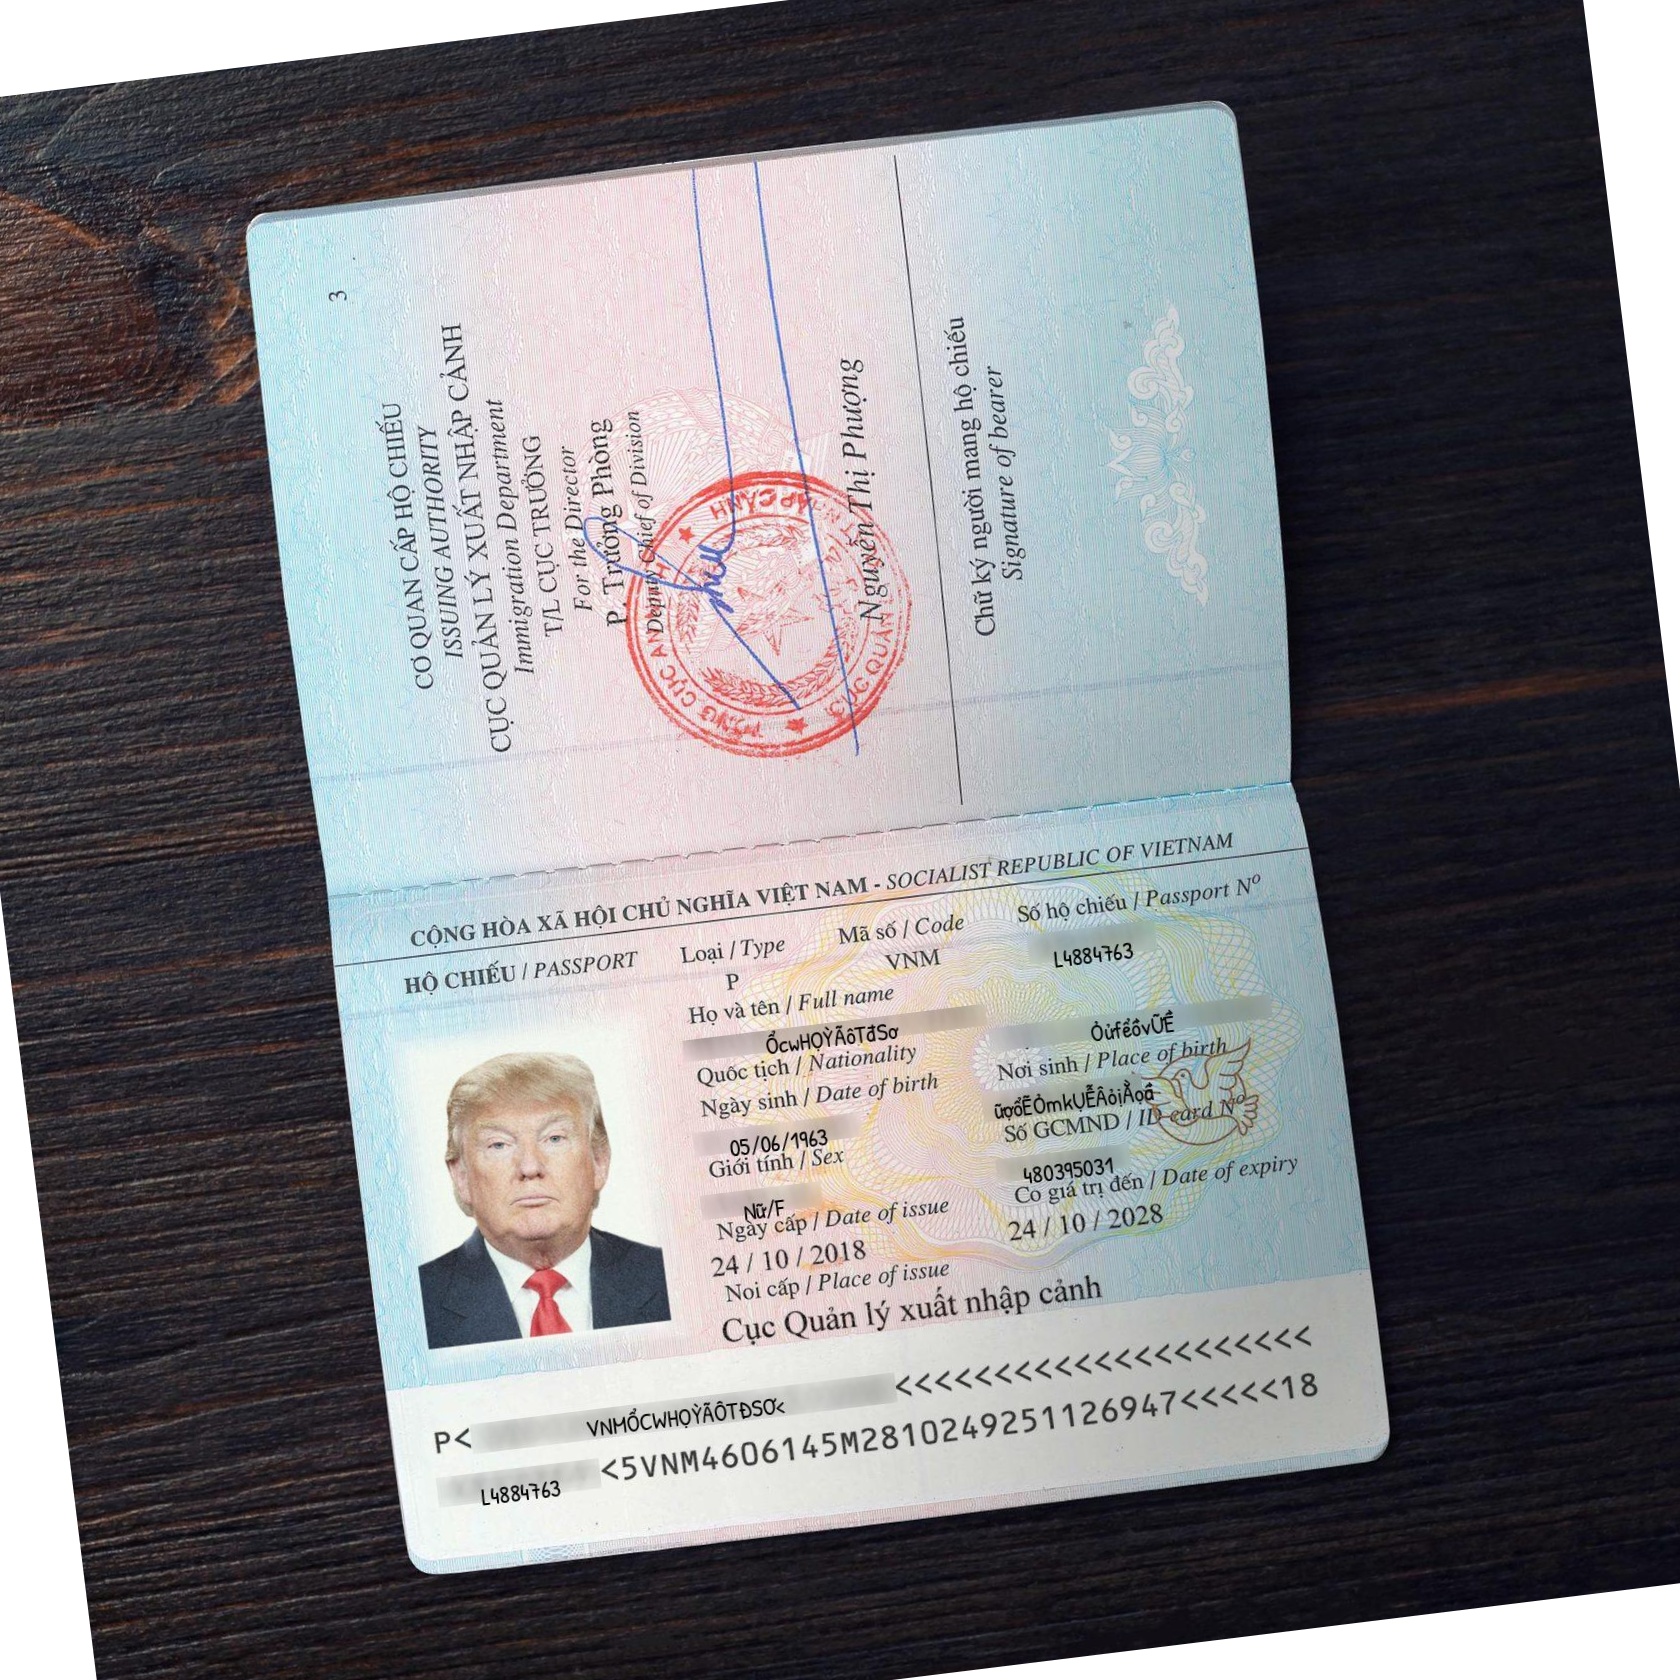 3
CƠ QUAN CẤP HỘ CHIẾU
ISSUING AUTHORITY
CỤC QUẢN LÝ XUẤT NHẬP CẢNH
Immigration Department
T/L CỤC TRƯỞNG
For the Director
P. Trưởng Phòng
Deputy Chief of Division
Nguyễn Thị Phượng
Chữ ký người mang hộ chiếu
Signature of bearer
CỘNG HÒA XÃ HỘI CHỦ NGHĨA VIỆT NAM - SOCIALIST REPUBLIC OF VIETNAM
HỘ CHIẾU / PASSPORT
Loại / Type
Mã số / Code
Số hộ chiếu / Passport Nº
P
VNM
L4884763
Họ và tên / Full name
ỔcwHỌỲÃôTđSơ
Quốc tịch / Nationality
ÒửfểồvỮỀ
Nơi sinh / Place of birth
Ngày sinh / Date of birth
05/06/1963
Số GCMND / ID card Nº
Giới tính / Sex
480395031
Nữ/F
Có giá trị đến / Date of expiry
Ngày cấp / Date of issue
24 / 10 / 2028
24 / 10 / 2018
Noi cấp / Place of issue
Cục Quản lý xuất nhập cảnh
P< VNMỔCWHỌỲÃÔTĐSƠ< <<<<<<<<<<<<<<<<<<<<<
L4884763 <5VNM4606145M2810249251126947<<<<<18